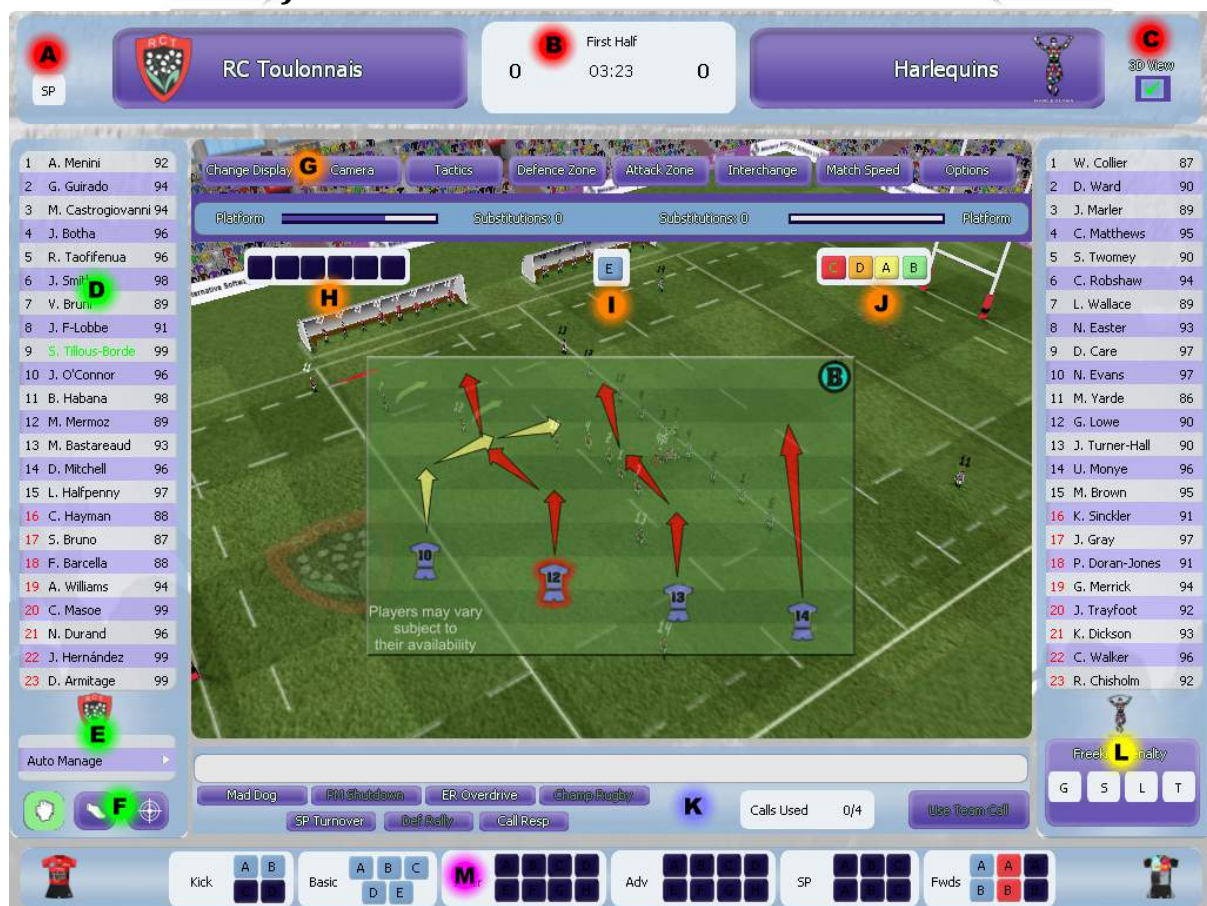 A
SP
RC Toulonnais
B
First Half
0 03:23 0
Harlequins
C
3D View
1 A. Menini 92
2 G. Guirado 94
3 M. Castrogiovanni 94
4 J. Botha 96
5 R. Taofifenua 96
6 J. Smith 98
7 V. Bruni 89
8 J. F-Lobbe 91
9 S. Tillous-Borde 99
10 J. O'Connor 96
11 B. Habana 98
12 M. Mermoz 89
13 M. Bastareaud 93
14 D. Mitchell 96
15 L. Halfpenny 97
16 C. Hayman 88
17 S. Bruno 87
18 F. Barcella 88
19 A. Williams 94
20 C. Masoe 99
21 N. Durand 96
22 J. Hernández 99
23 D. Armitage 99
D
E
Auto Manage
F
Change Display G Camera Tactics Defence Zone Attack Zone Interchange Match Speed Options
Platform Substitutions: 0 Substitutions: 0 Platform
H
E
I
C D A B
J
B
10
12
13
14
Players may vary
subject to
their availability
1 W. Collier 87
2 D. Ward 90
3 J. Marler 89
4 C. Matthews 95
5 S. Twomey 90
6 C. Robshaw 94
7 L. Wallace 89
8 N. Easter 93
9 D. Care 97
10 N. Evans 97
11 M. Yarde 86
12 G. Lowe 90
13 J. Turner-Hall 90
14 U. Monye 96
15 M. Brown 95
16 K. Sinckler 91
17 J. Gray 97
18 P. Doran-Jones 91
19 G. Merrick 94
20 J. Trayfoot 92
21 K. Dickson 93
22 C. Walker 96
23 R. Chisholm 92
L
G S L T
Mad Dog RM Shutdown ER Overdrive Champ Rugby
SP Turnover Def Rally Call Resp
K
Calls Used 0/4
Use Team Call
Kick A B C D
Basic A B C D E
M
A B C D E F G H
Adv A B C D E F G H
SP A B C A B C
Fwds A A A B B B